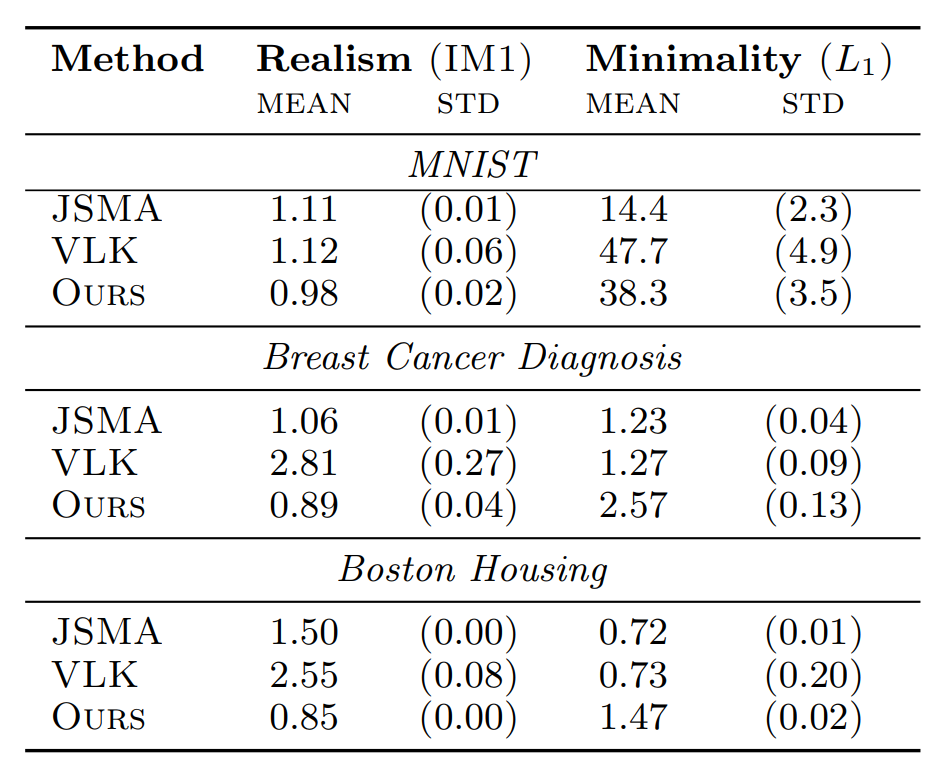 Method Realism (IM1) Minimality (L₁)
MEAN STD MEAN STD
MNIST
JSMA 1.11 (0.01) 14.4 (2.3)
VLK 1.12 (0.06) 47.7 (4.9)
OURS 0.98 (0.02) 38.3 (3.5)
Breast Cancer Diagnosis
JSMA 1.06 (0.01) 1.23 (0.04)
VLK 2.81 (0.27) 1.27 (0.09)
OURS 0.89 (0.04) 2.57 (0.13)
Boston Housing
JSMA 1.50 (0.00) 0.72 (0.01)
VLK 2.55 (0.08) 0.73 (0.20)
OURS 0.85 (0.00) 1.47 (0.02)